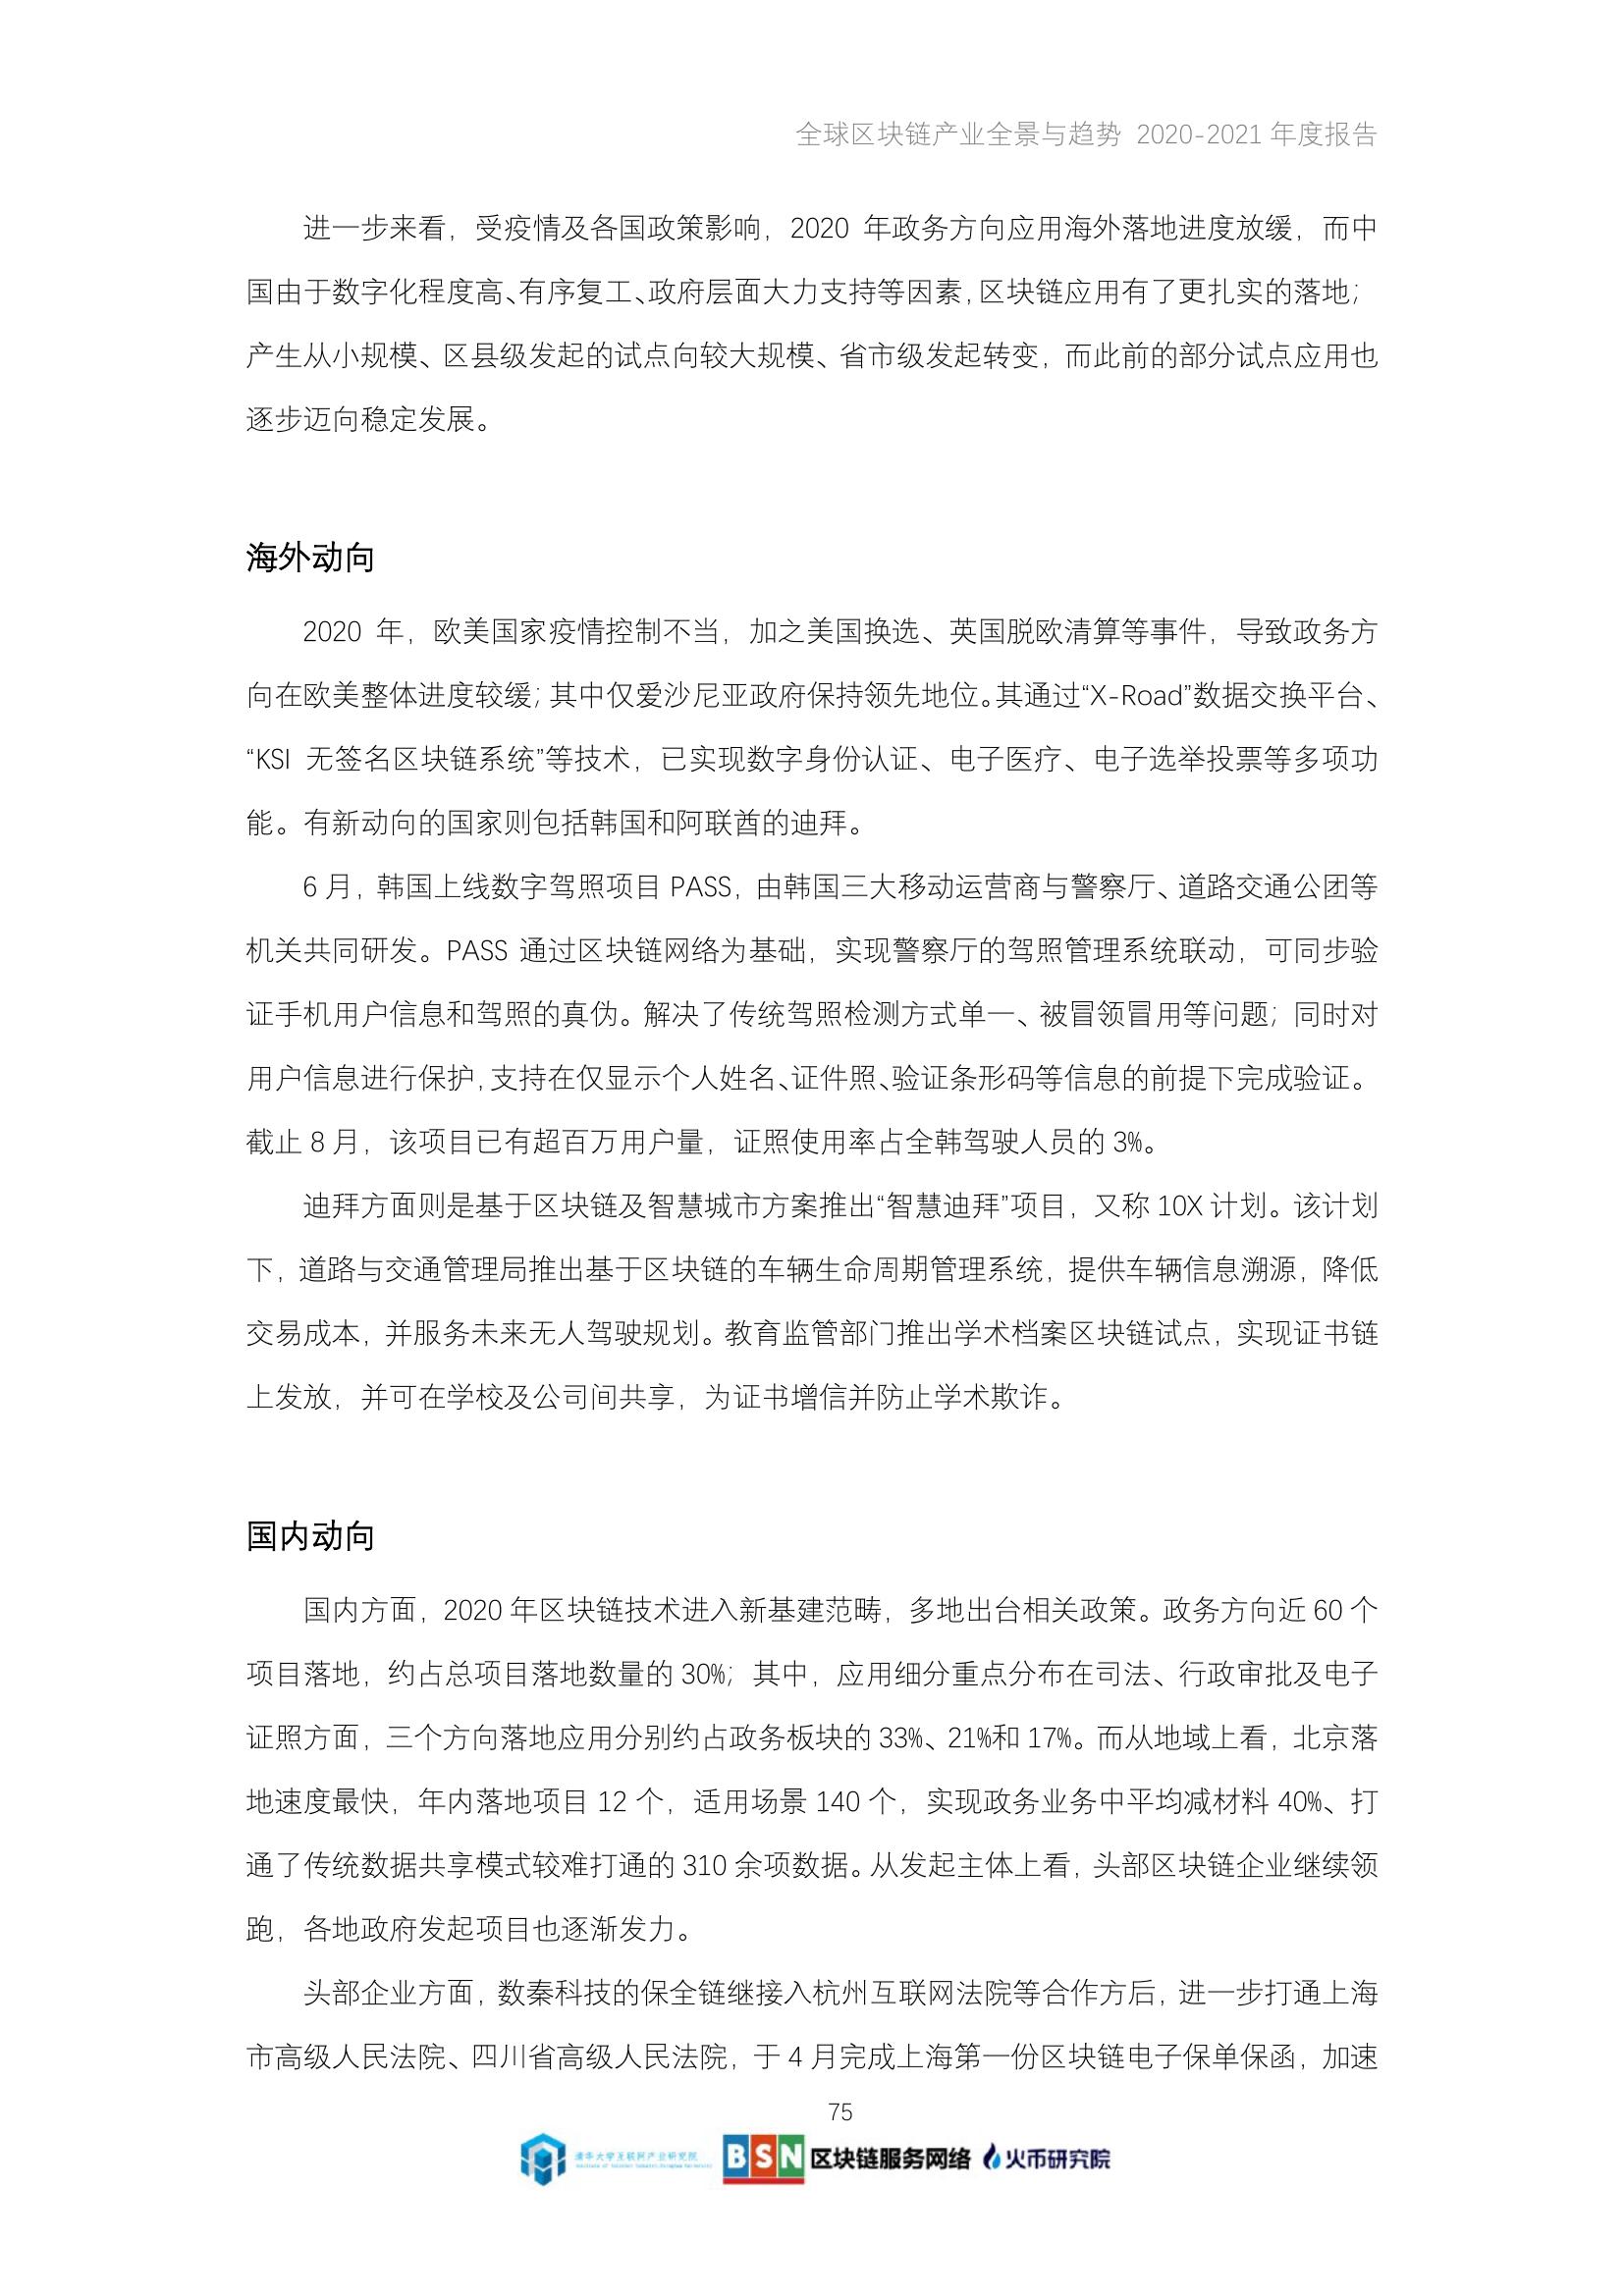 全球区块链产业全景与趋势 2020-2021 年度报告
进一步来看，受疫情及各国政策影响，2020 年政务方向应用海外落地进度放缓，而中
国由于数字化程度高、有序复工、政府层面大力支持等因素，区块链应用有了更扎实的落地；
产生从小规模、区县级发起的试点向较大规模、省市级发起转变，而此前的部分试点应用也
逐步迈向稳定发展。
海外动向
2020 年，欧美国家疫情控制不当，加之美国换选、英国脱欧清算等事件，导致政务方
向在欧美整体进度较缓；其中仅爱沙尼亚政府保持领先地位。其通过“X-Road”数据交换平台、
“KSI 无签名区块链系统”等技术，已实现数字身份认证、电子医疗、电子选举投票等多项功
能。有新动向的国家则包括韩国和阿联酋的迪拜。
6 月，韩国上线数字驾照项目 PASS，由韩国三大移动运营商与警察厅、道路交通公团等
机关共同研发。PASS 通过区块链网络为基础，实现警察厅的驾照管理系统联动，可同步验
证手机用户信息和驾照的真伪。解决了传统驾照检测方式单一、被冒领冒用等问题；同时对
用户信息进行保护，支持在仅显示个人姓名、证件照、验证条形码等信息的前提下完成验证。
截止 8 月，该项目已有超百万用户量，证照使用率占全韩驾驶人员的 3%。
迪拜方面则是基于区块链及智慧城市方案推出“智慧迪拜”项目，又称 10X 计划。该计划
下，道路与交通管理局推出基于区块链的车辆生命周期管理系统，提供车辆信息溯源，降低
交易成本，并服务未来无人驾驶规划。教育监管部门推出学术档案区块链试点，实现证书链
上发放，并可在学校及公司间共享，为证书增信并防止学术欺诈。
国内动向
国内方面，2020 年区块链技术进入新基建范畴，多地出台相关政策。政务方向近 60 个
项目落地，约占总项目落地数量的 30%；其中，应用细分重点分布在司法、行政审批及电子
证照方面，三个方向落地应用分别约占政务板块的 33%、21%和 17%。而从地域上看，北京落
地速度最快，年内落地项目 12 个，适用场景 140 个，实现政务业务中平均减材料 40%、打
通了传统数据共享模式较难打通的 310 余项数据。从发起主体上看，头部区块链企业继续领
跑，各地政府发起项目也逐渐发力。
头部企业方面，数秦科技的保全链继接入杭州互联网法院等合作方后，进一步打通上海
市高级人民法院、四川省高级人民法院，于 4 月完成上海第一份区块链电子保单保函，加速
75
清华大学互联网产业研究院
BSN 区块链服务网络 火币研究院